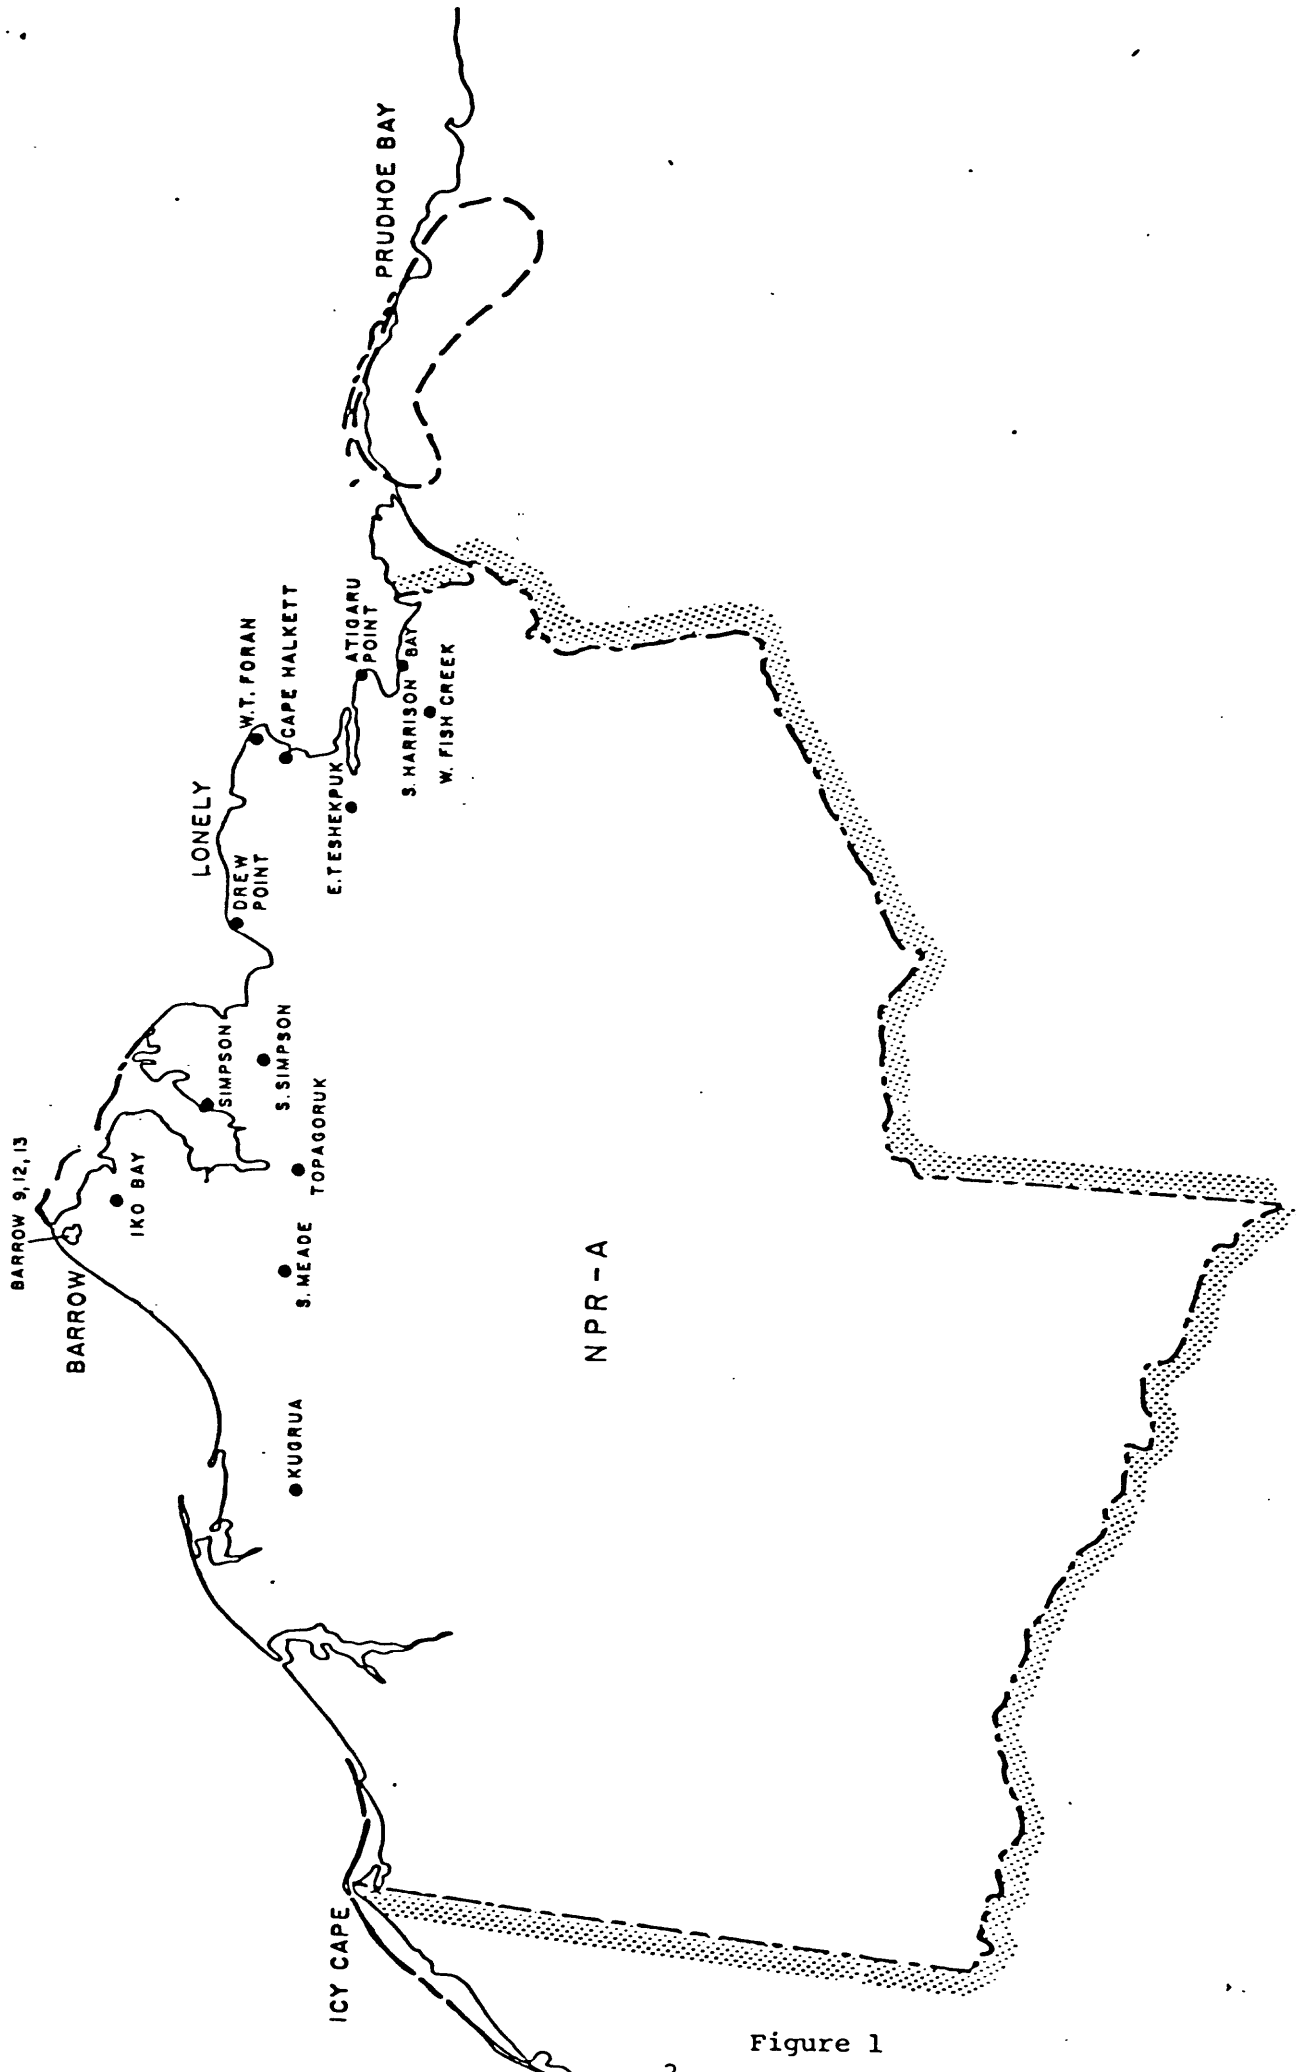 BARROW 9, 12, 13
BARROW
IKO BAY
SIMPSON
S. SIMPSON
TOPAGORUK
S. MEADE
KUGRUA
ICY CAPE
LONELY
DREW
POINT
W.T. FORAN
CAPE HALKETT
E. TESHEKPUK
ATIGARU
POINT
S. HARRISON BAY
W. FISH CREEK
PRUDHOE BAY
NPR-A
Figure 1